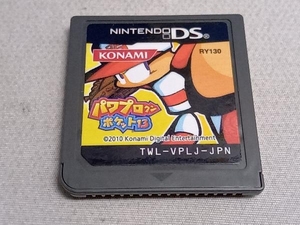 NINTENDO DS
KONAMI
RY130
パワプロクン
ポケット13
©2010 Konami Digital Entertainment
TWL-VPLJ-JPN